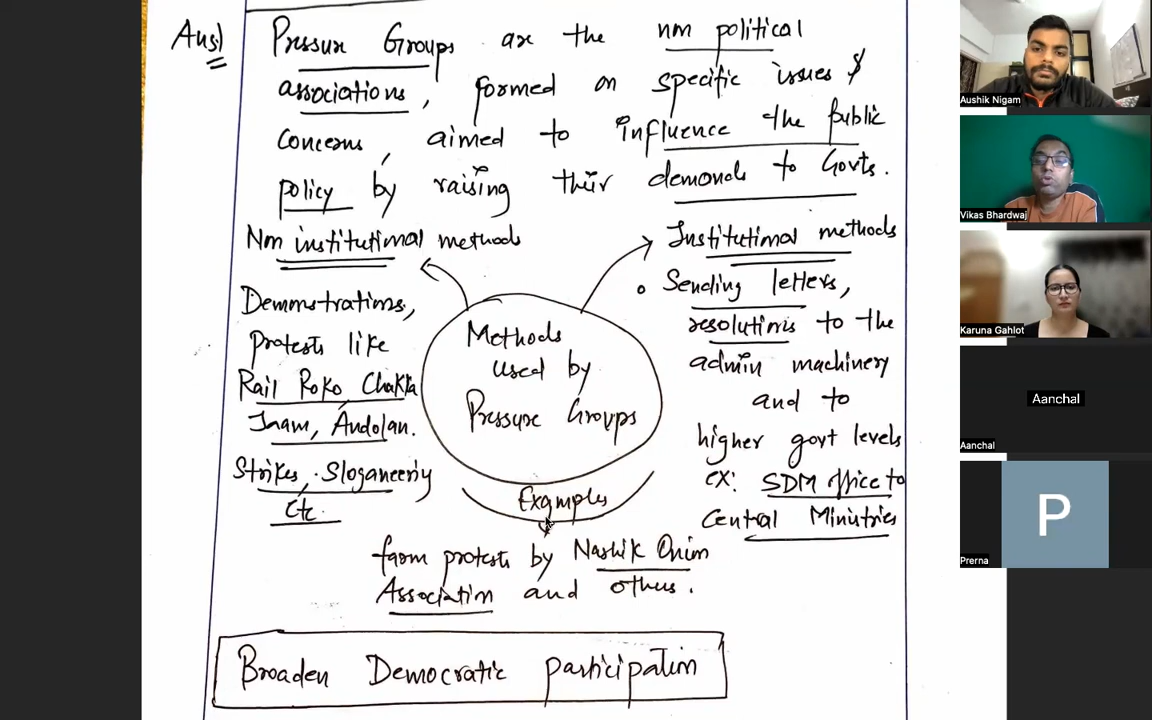 Ans)
Pressure Groups are the non political
associations, formed on specific issues &
concerns, aimed to influence the public
policy by raising their demands to Govts.
Non institutional methods
Demonstrations,
Protests like
Rail Roko, Chakka
Jaam, Andolan.
Strikes, Sloganeering
etc.
Methods
used by
Pressure Groups
Institutional methods
Sending letters,
resolutions to the
admin machinery
and to
higher govt levels
ex: SDM office to
Central Ministries
Examples
farm protests by Nashik Onion
Association and others.
Broaden Democratic participation
Aushik Nigam
Vikas Bhardwaj
Karuna Gahlot
Aanchal
Aanchal
P
Prerna